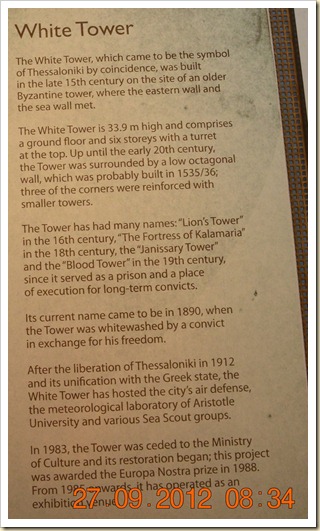 White Tower
The White Tower, which came to be the symbol
of Thessaloniki by coincidence, was built
in the late 15th century on the site of an older
Byzantine tower, where the eastern wall and
the sea wall met.
The White Tower is 33.9 m high and comprises
a ground floor and six storeys with a turret
at the top. Up until the early 20th century,
the Tower was surrounded by a low octagonal
wall, which was probably built in 1535/36;
three of the corners were reinforced with
smaller towers.
The Tower has had many names: “Lion’s Tower”
in the 16th century, “The Fortress of Kalamaria”
in the 18th century, the “Janissary Tower”
and the “Blood Tower” in the 19th century,
since it served as a prison and a place
of execution for long-term convicts.
Its current name came to be in 1890, when
the Tower was whitewashed by a convict
in exchange for his freedom.
After the liberation of Thessaloniki in 1912
and its unification with the Greek state, the
White Tower has hosted the city’s air defense,
the meteorological laboratory of Aristotle
University and various Sea Scout groups.
In 1983, the Tower was ceded to the Ministry
of Culture and its restoration began; this project
was awarded the Europa Nostra prize in 1988.
From 1985 onwards, it has operated as an
exhibition venue
27 09 2012 08:34